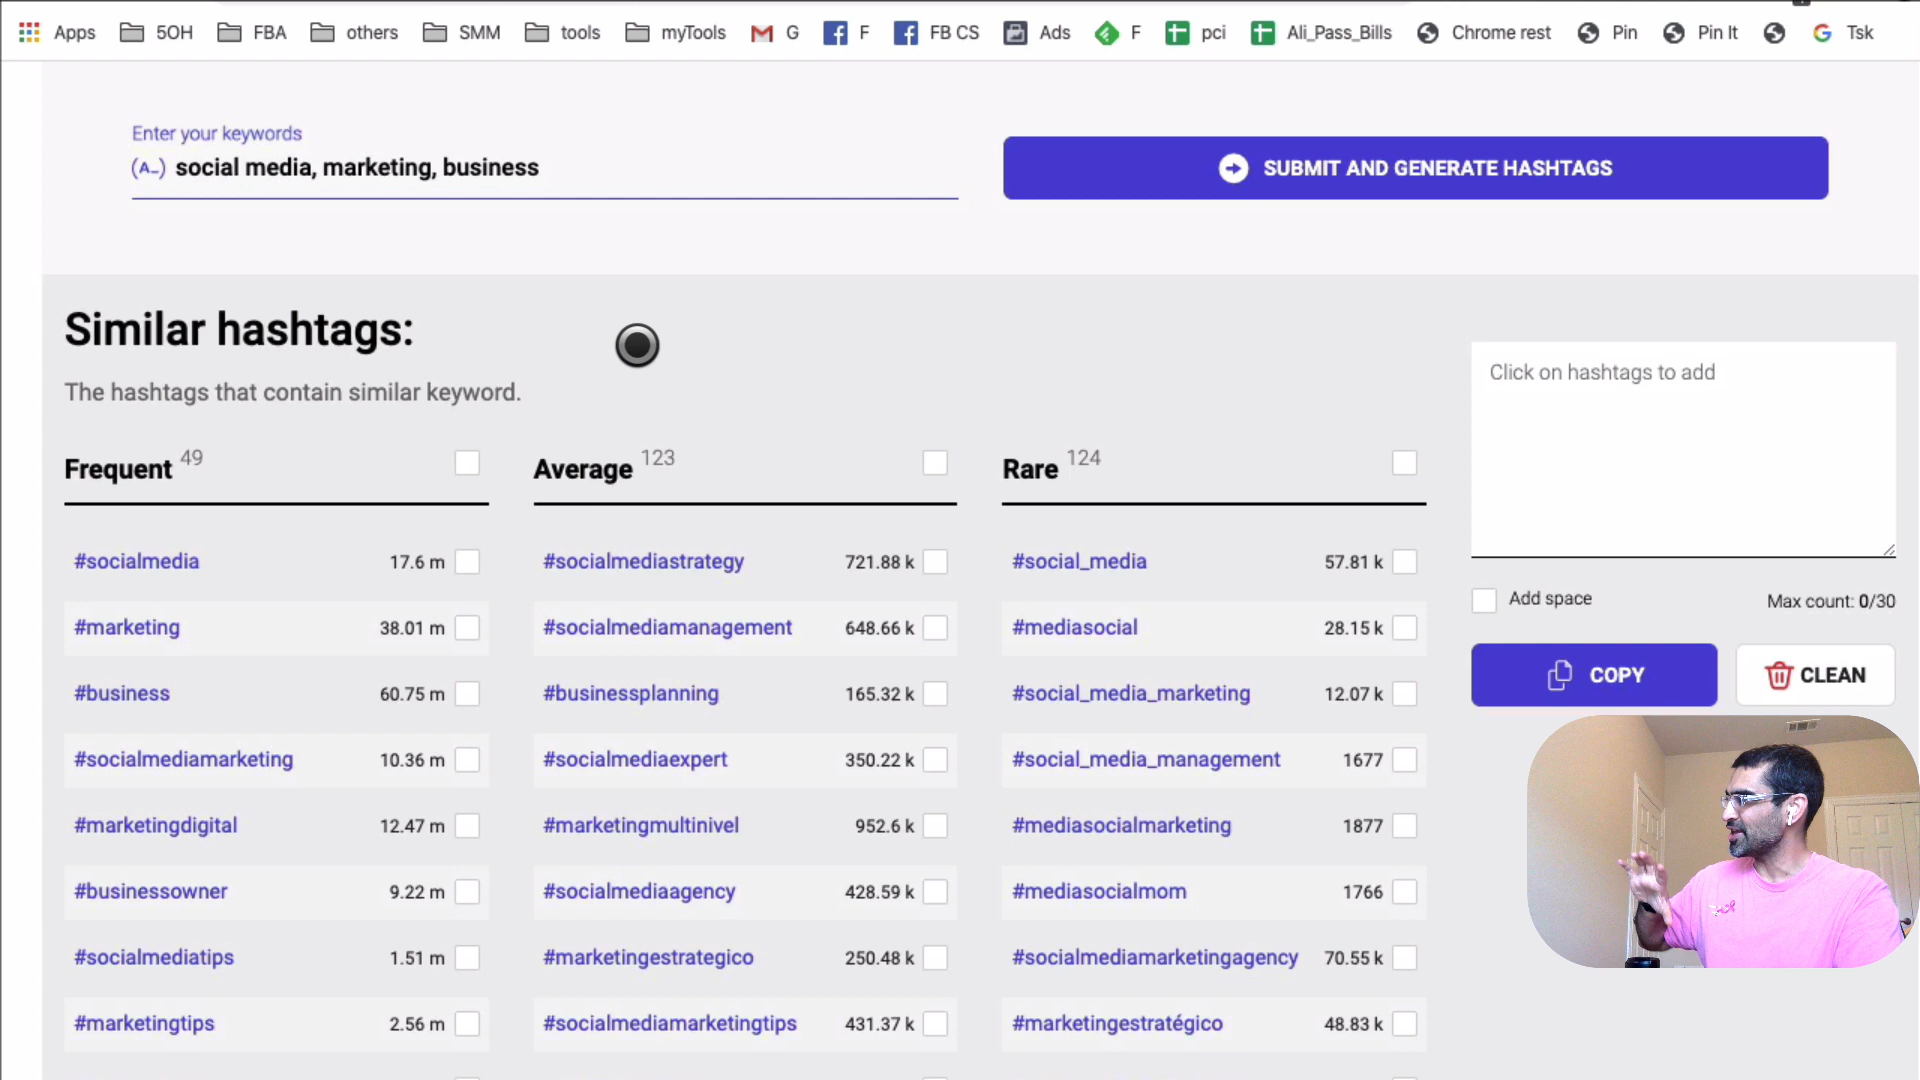 Apps 5OH FBA others SMM tools myTools G F FB CS Ads F pci Ali_Pass_Bills Chrome rest Pin Pin It Tsk
Enter your keywords
(A_) social media, marketing, business
SUBMIT AND GENERATE HASHTAGS
Similar hashtags:
The hashtags that contain similar keyword.
Click on hashtags to add
Frequent 49 Average 123 Rare 124
#socialmedia 17.6 m #socialmediastrategy 721.88 k #social_media 57.81 k
Add space Max count: 0/30
#marketing 38.01 m #socialmediamanagement 648.66 k #mediasocial 28.15 k
COPY CLEAN
#business 60.75 m #businessplanning 165.32 k #social_media_marketing 12.07 k
#socialmediamarketing 10.36 m #socialmediaexpert 350.22 k #social_media_management 1677
#marketingdigital 12.47 m #marketingmultinivel 952.6 k #mediasocialmarketing 1877
#businessowner 9.22 m #socialmediaagency 428.59 k #mediasocialmom 1766
#socialmediatips 1.51 m #marketingestrategico 250.48 k #socialmediamarketingagency 70.55 k
#marketingtips 2.56 m #socialmediamarketingtips 431.37 k #marketingestratégico 48.83 k